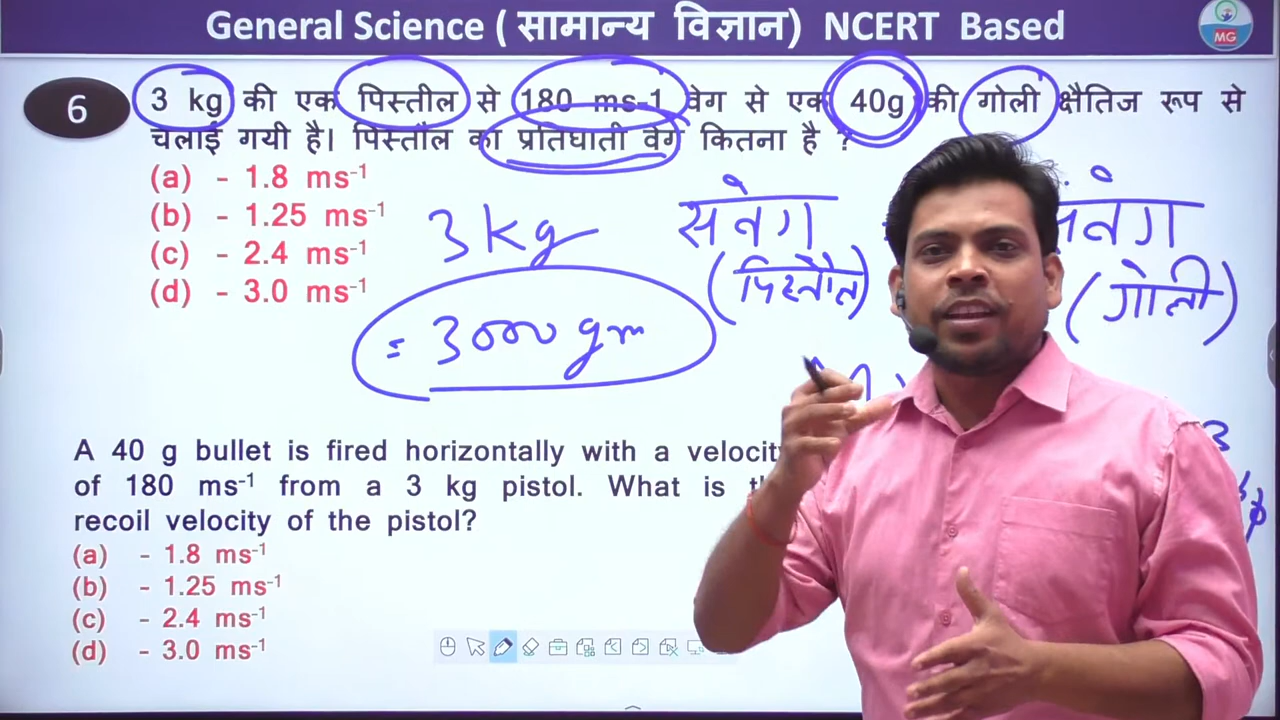 General Science ( सामान्य विज्ञान) NCERT Based
MG
6
3 kg की एक पिस्तील से 180 ms-1 वेग से एक 40g की गोली क्षैतिज रूप से
चलाई गयी है। पिस्तौल का प्रतिघाती वेग कितना है ?
(a) - 1.8 ms-1
(b) - 1.25 ms-1
(c) - 2.4 ms-1
(d) - 3.0 ms-1
3 kg
= 3000 gm
संवेग
(पिस्तौल)
संवेग
(गोली)
3
A 40 g bullet is fired horizontally with a
of 180 ms-1 from a 3 kg pistol. What is
recoil velocity of the pistol?
(a) - 1.8 ms-1
(b) - 1.25 ms-1
(c) - 2.4 ms-1
(d) - 3.0 ms-1